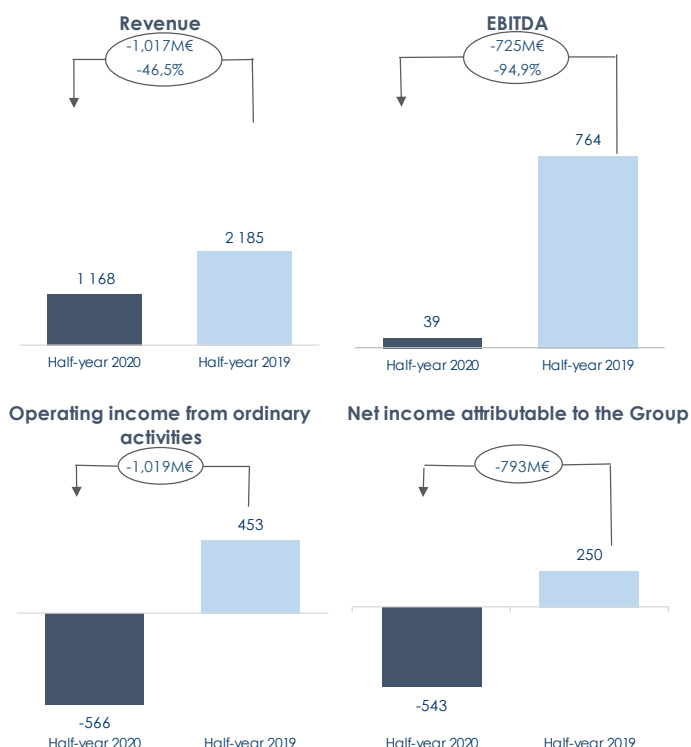 Revenue
-1,017M€
-46,5%
2 185
1 168
Half-year 2020
Half-year 2019
EBITDA
-725M€
-94,9%
764
39
Half-year 2020
Half-year 2019
Operating income from ordinary
activities
-1,019M€
453
-566
Half-year 2020
Half-year 2019
Net income attributable to the Group
-793M€
250
-543
Half-year 2020
Half-year 2019